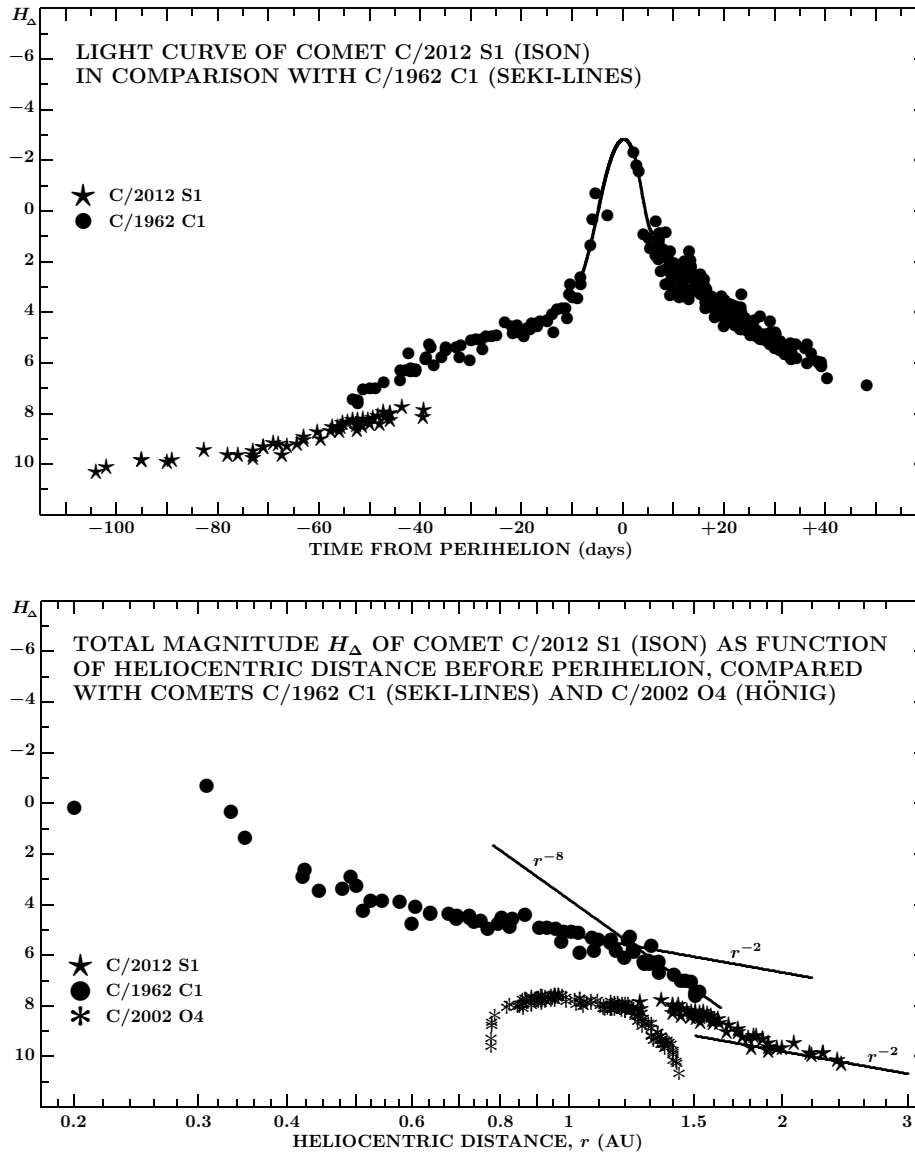 H_Δ
LIGHT CURVE OF COMET C/2012 S1 (ISON)
IN COMPARISON WITH C/1962 C1 (SEKI-LINES)
−6
−4
−2
0
2
4
6
8
10
C/2012 S1
C/1962 C1
−100 −80 −60 −40 −20 0 +20 +40
TIME FROM PERIHELION (days)
H_Δ
TOTAL MAGNITUDE H_Δ OF COMET C/2012 S1 (ISON) AS FUNCTION
OF HELIOCENTRIC DISTANCE BEFORE PERIHELION, COMPARED
WITH COMETS C/1962 C1 (SEKI-LINES) AND C/2002 O4 (HÖNIG)
−6
−4
−2
0
2
4
6
8
10
r⁻⁸
r⁻²
C/2012 S1
C/1962 C1
C/2002 O4
r⁻²
0.2 0.3 0.4 0.6 0.8 1 1.5 2 3
HELIOCENTRIC DISTANCE, r (AU)